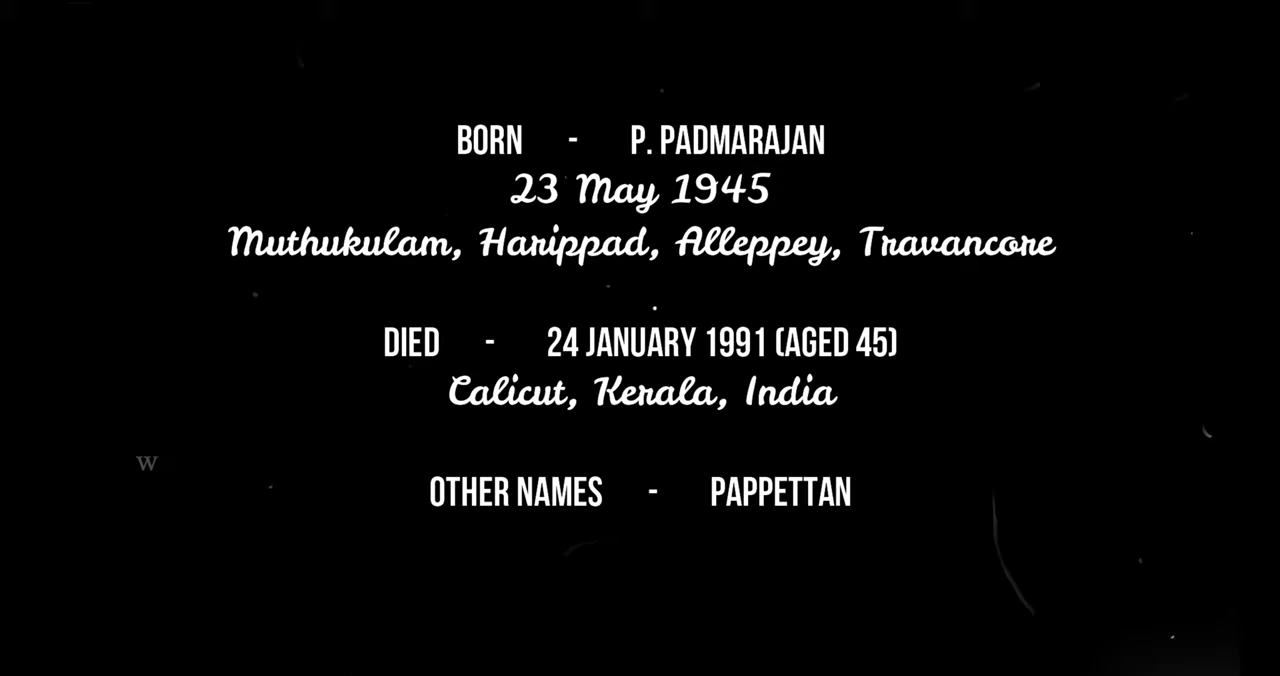 BORN - P. PADMARAJAN
23 May 1945
Muthukulam, Harippad, Alleppey, Travancore
DIED - 24 JANUARY 1991 (AGED 45)
Calicut, Kerala, India
W
OTHER NAMES - PAPPETTAN